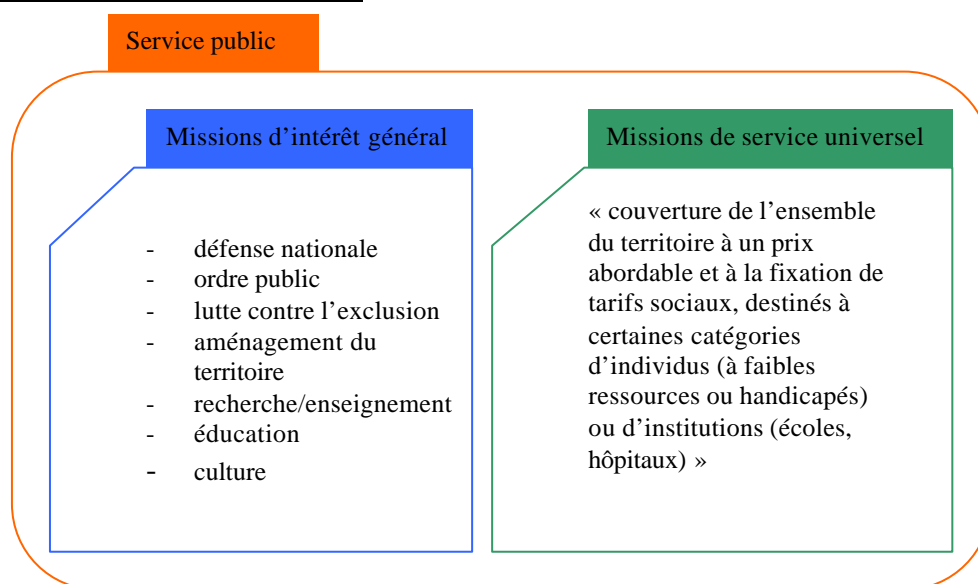 Service public
Missions d'intérêt général
- défense nationale
- ordre public
- lutte contre l'exclusion
- aménagement du
territoire
- recherche/enseignement
- éducation
- culture
Missions de service universel
« couverture de l'ensemble
du territoire à un prix
abordable et à la fixation de
tarifs sociaux, destinés à
certaines catégories
d'individus (à faibles
ressources ou handicapés)
ou d'institutions (écoles,
hôpitaux) »